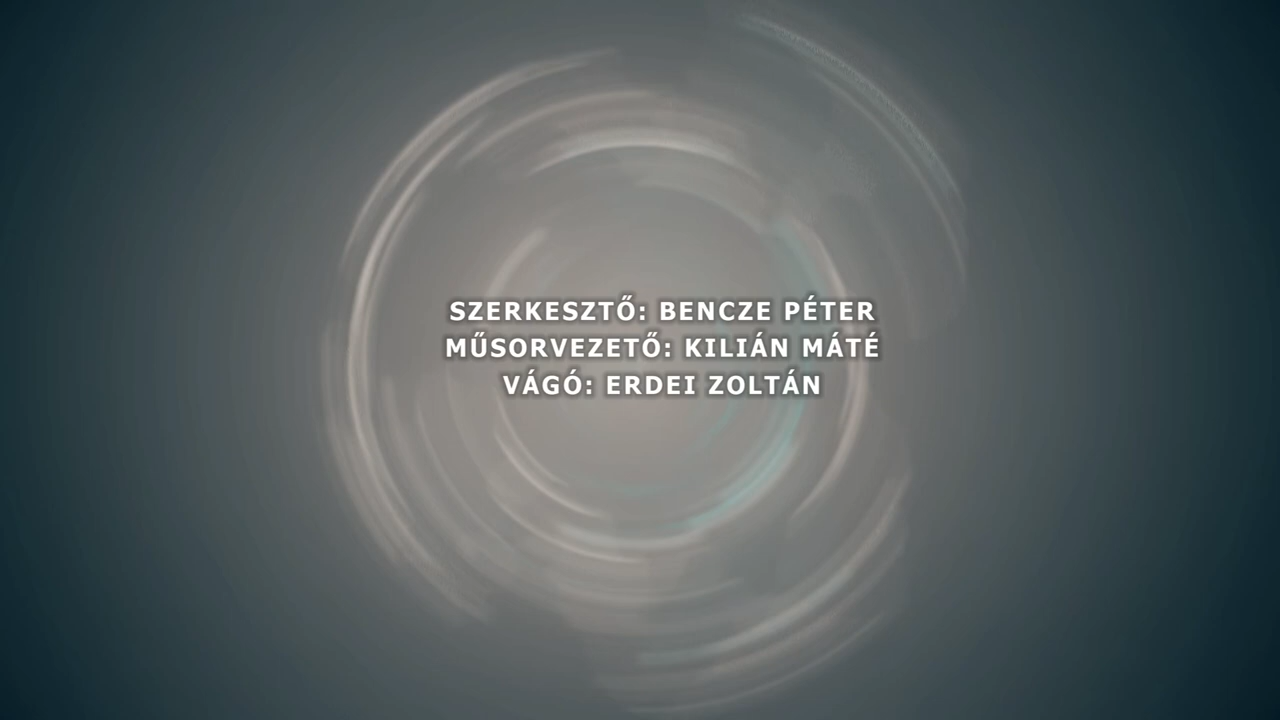 SZERKESZTŐ: BENCZE PÉTER
MŰSORVEZETŐ: KILIÁN MÁTÉ
VÁGÓ: ERDEI ZOLTÁN